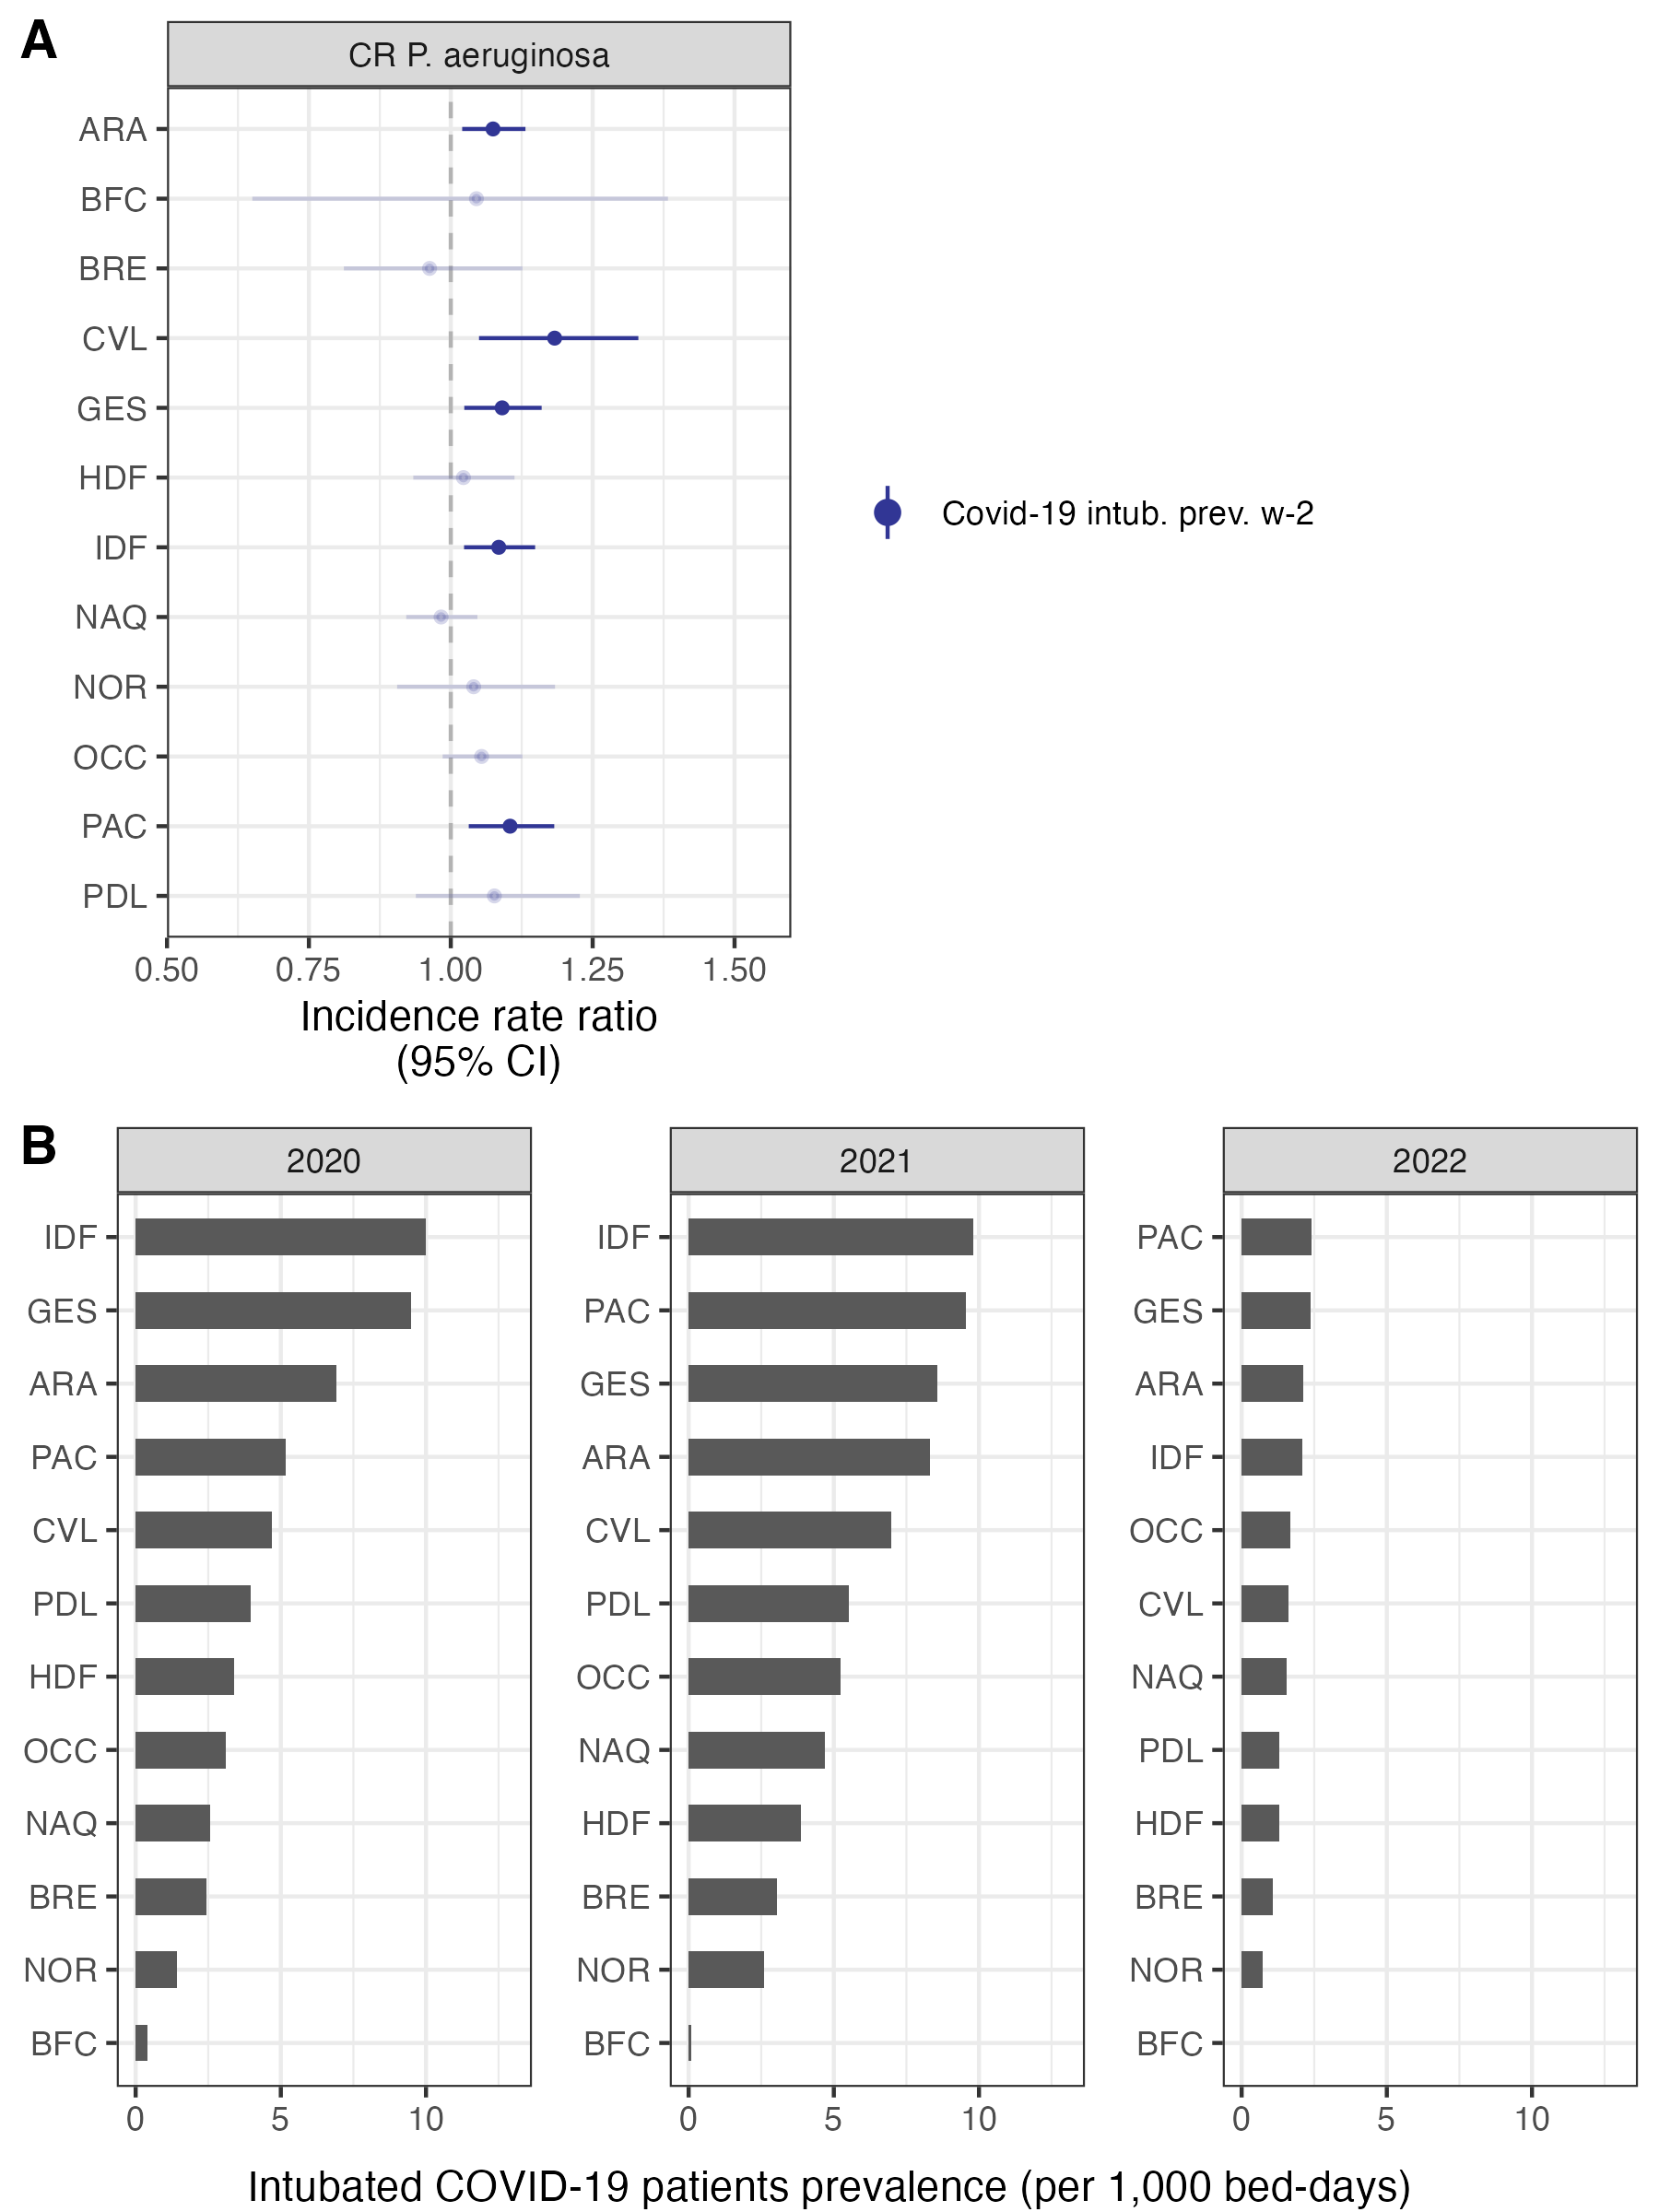 A
CR P. aeruginosa
ARA
BFC
BRE
CVL
GES
HDF
IDF
NAQ
NOR
OCC
PAC
PDL
0.50 0.75 1.00 1.25 1.50
Incidence rate ratio
(95% CI)
Covid-19 intub. prev. w-2
B
2020
IDF
GES
ARA
PAC
CVL
PDL
HDF
OCC
NAQ
BRE
NOR
BFC
0 5 10
2021
IDF
PAC
GES
ARA
CVL
PDL
OCC
NAQ
HDF
BRE
NOR
BFC
0 5 10
2022
PAC
GES
ARA
IDF
OCC
CVL
NAQ
PDL
HDF
BRE
NOR
BFC
0 5 10
Intubated COVID-19 patients prevalence (per 1,000 bed-days)